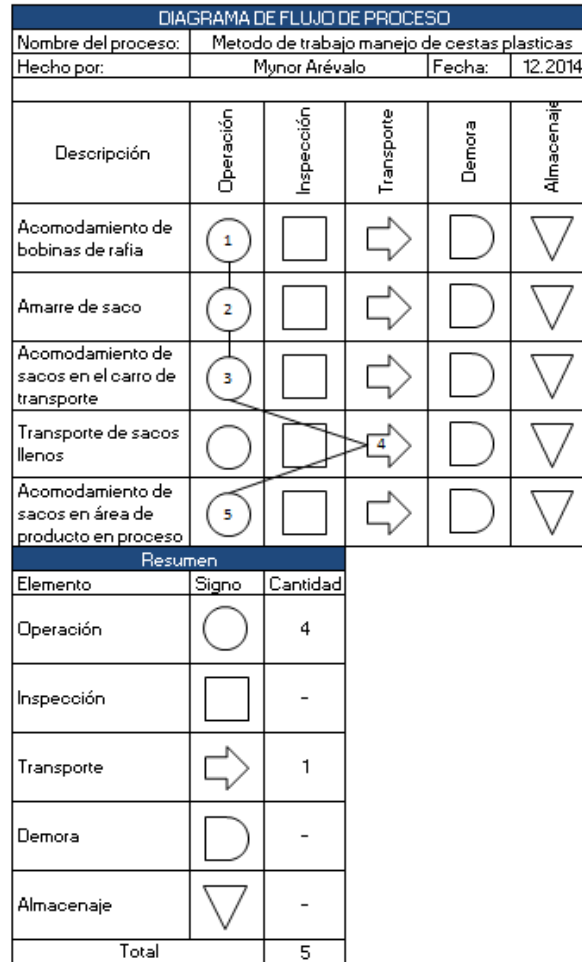 DIAGRAMA DE FLUJO DE PROCESO
Nombre del proceso: Metodo de trabajo manejo de cestas plasticas
Hecho por: Mynor Arévalo Fecha: 12.2014
Descripción Operación Inspección Transporte Demora Almacenaje
Acomodamiento de
bobinas de rafia
1
Amarre de saco 2
Acomodamiento de
sacos en el carro de
transporte
3
Transporte de sacos
llenos
4
Acomodamiento de
sacos en área de
producto en proceso
5
Resumen
Elemento Signo Cantidad
Operación 4
Inspección -
Transporte 1
Demora -
Almacenaje -
Total 5